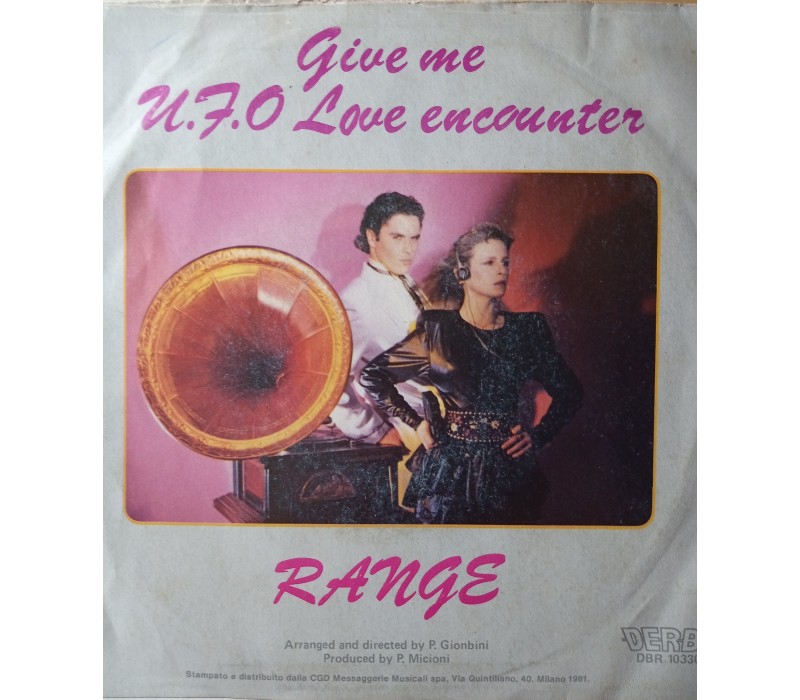 Give me
U.F.O Love encounter
RANGE
Arranged and directed by P. Gionbini
Produced by P. Micioni
DERB
DBR 10330
Stampato e distribuito dalla CGD Messaggerie Musicali spa, Via Quintiliano, 40. Milano 1981.